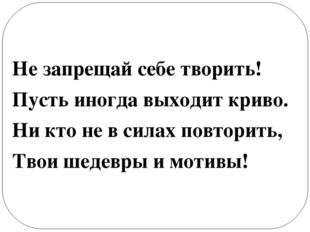 Не запрещай себе творить!
Пусть иногда выходит криво.
Ни кто не в силах повторить,
Твои шедевры и мотивы!